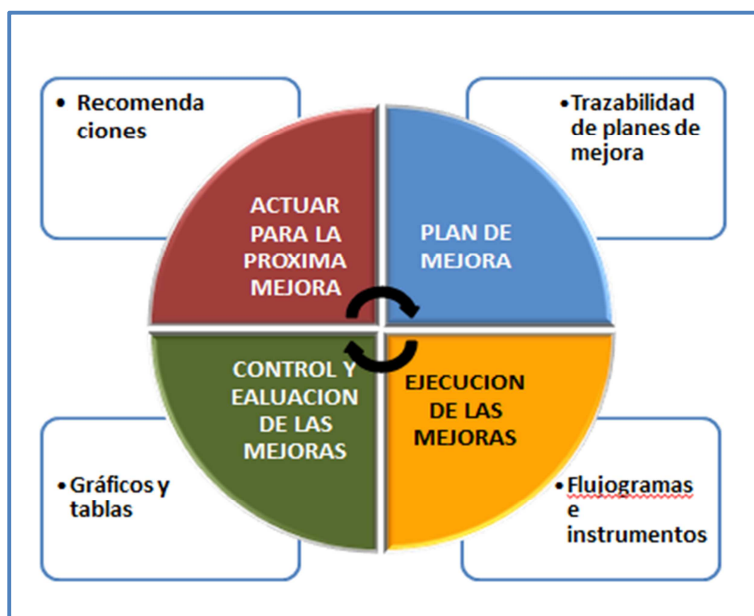 • Recomenda
ciones
•Trazabilidad
de planes de
mejora
ACTUAR
PARA LA
PROXIMA
MEJORA
PLAN DE
MEJORA
CONTROL Y
EALUACION
DE LAS
MEJORAS
EJECUCION
DE LAS
MEJORAS
•Gráficos y
tablas
•Flujogramas
e
instrumentos